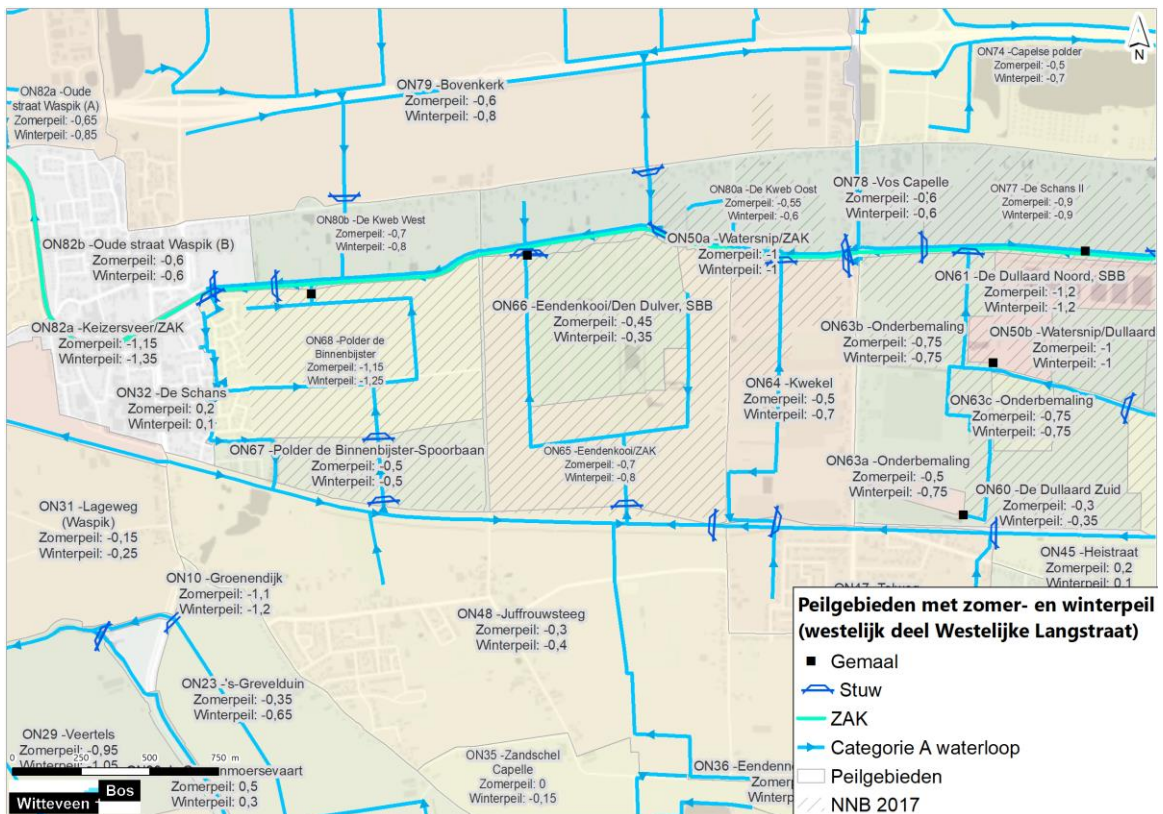 ON74 -Capelse polder
Zomerpeil: -0,5
Winterpeil: -0,7
N
ON82a -Oude
straat Waspik (A)
Zomerpeil: -0,65
Winterpeil: -0,85
ON79 -Bovenkerk
Zomerpeil: -0,6
Winterpeil: -0,8
ON80b -De Kweb West
Zomerpeil: -0,7
Winterpeil: -0,8
ON80a -De Kweb Oost
Zomerpeil: -0,55
Winterpeil: -0,6
ON78 -Vos Capelle
Zomerpeil: -0,6
Winterpeil: -0,6
ON77 -De Schans II
Zomerpeil: -0,9
Winterpeil: -0,9
ON82b -Oude straat Waspik (B)
Zomerpeil: -0,6
Winterpeil: -0,6
ON50a -Watersnip/ZAK
Zomerpeil: -1
Winterpeil: -1
ON61 -De Dullaard Noord, SBB
Zomerpeil: -1,2
Winterpeil: -1,2
ON82a -Keizersveer/ZAK
Zomerpeil: -1,15
Winterpeil: -1,35
ON68 -Polder de
Binnenbijster
Zomerpeil: -1,15
Winterpeil: -1,25
ON66 -Eendenkooi/Den Dulver, SBB
Zomerpeil: -0,45
Winterpeil: -0,35
ON63b -Onderbemaling
Zomerpeil: -0,75
Winterpeil: -0,75
ON50b -Watersnip/Dullaard
Zomerpeil: -1
Winterpeil: -1
ON32 -De Schans
Zomerpeil: 0,2
Winterpeil: 0,1
ON64 -Kwekel
Zomerpeil: -0,5
Winterpeil: -0,7
ON63c -Onderbemaling
Zomerpeil: -0,75
Winterpeil: -0,75
ON67 -Polder de Binnenbijster-Spoorbaan
Zomerpeil: -0,5
Winterpeil: -0,5
ON65 -Eendenkooi/ZAK
Zomerpeil: -0,7
Winterpeil: -0,8
ON63a -Onderbemaling
Zomerpeil: -0,5
Winterpeil: -0,75
ON60 -De Dullaard Zuid
Zomerpeil: -0,3
Winterpeil: -0,35
ON31 -Lageweg
(Waspik)
Zomerpeil: -0,15
Winterpeil: -0,25
ON45 -Heistraat
Zomerpeil: 0,2
Winterpeil: 0,1
ON10 -Groenendijk
Zomerpeil: -1,1
Winterpeil: -1,2
ON48 -Juffrouwsteeg
Zomerpeil: -0,3
Winterpeil: -0,4
ON23 -'s-Grevelduin
Zomerpeil: -0,35
Winterpeil: -0,65
ON29 -Veertels
Zomerpeil: -0,95
Winterpeil: -1,05
0 250 500 750 m
Zomerpeil: 0,5
Winterpeil: 0,3
ON35 -Zandschel
Capelle
Zomerpeil: 0
Winterpeil: -0,15
Witteveen
Bos
Peilgebieden met zomer- en winterpeil
(westelijk deel Westelijke Langstraat)
Gemaal
Stuw
ZAK
Categorie A waterloop
Peilgebieden
NNB 2017